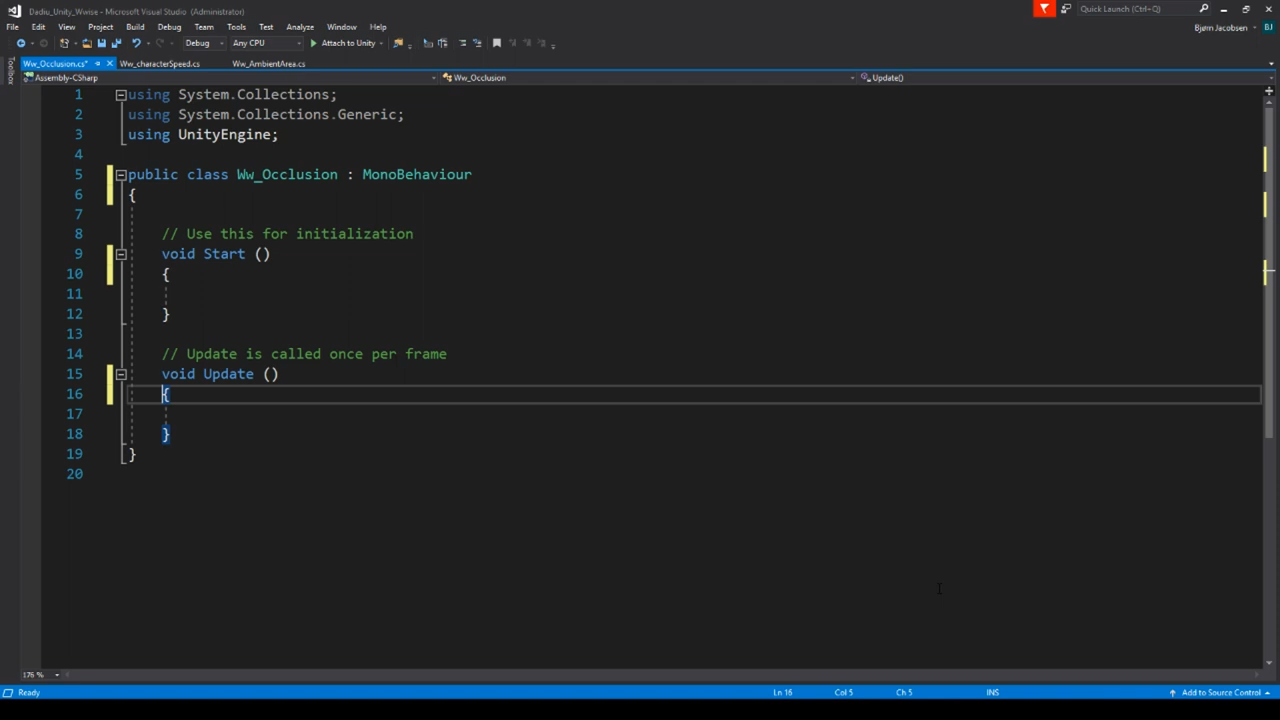 Dadiu_Unity_Wwise - Microsoft Visual Studio (Administrator)
Quick Launch (Ctrl+Q)
File Edit View Project Build Debug Team Tools Test Analyze Window Help
Bjørn Jacobsen BJ
Debug Any CPU Attach to Unity
Toolbox
Ww_Occlusion.cs* Ww_characterSpeed.cs Ww_AmbientArea.cs
Assembly-CSharp Ww_Occlusion Update()
1 using System.Collections;
2 using System.Collections.Generic;
3 using UnityEngine;
4
5 public class Ww_Occlusion : MonoBehaviour
6 {
7
8 // Use this for initialization
9 void Start ()
10 {
11
12 }
13
14 // Update is called once per frame
15 void Update ()
16 {
17
18 }
19 }
20
176 %
Ready Ln 16 Col 5 Ch 5 INS Add to Source Control